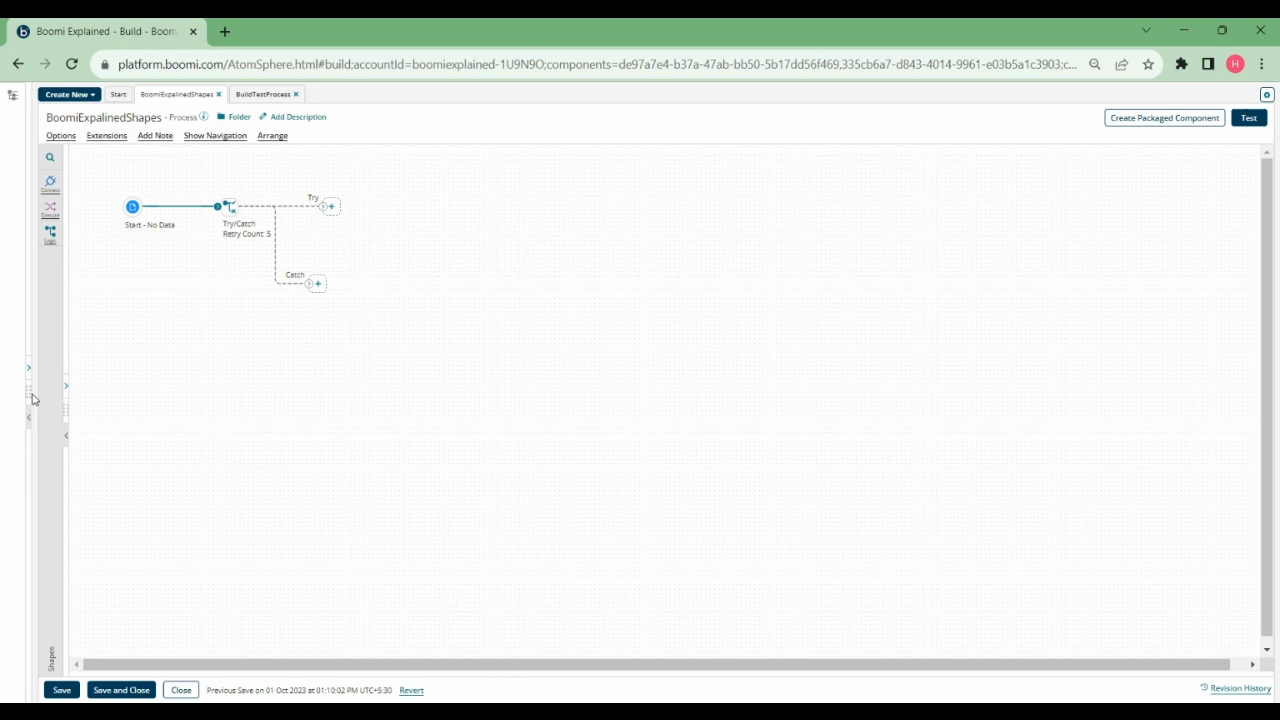 Boomi Explained - Build - Boom
platform.boomi.com/AtomSphere.html#build;accountId=boomiexplained-1U9N9O;components=de97a7e4-b37a-47ab-bb50-5b17dd56f469,335cb6a7-d843-4014-9961-e03b5a1c3903;c...
H
Create New
Start
BoomiExpalinedShapes
BuildTestProcess
BoomiExpalinedShapes - Process
Folder
Add Description
Create Packaged Component
Test
Options
Extensions
Add Note
Show Navigation
Arrange
Connect
Execute
Logic
Start - No Data
Try/Catch
Retry Count: 5
Try
Catch
Shapes
Save
Save and Close
Close
Previous Save on 01 Oct 2023 at 01:10:02 PM UTC+5:30
Revert
Revision History